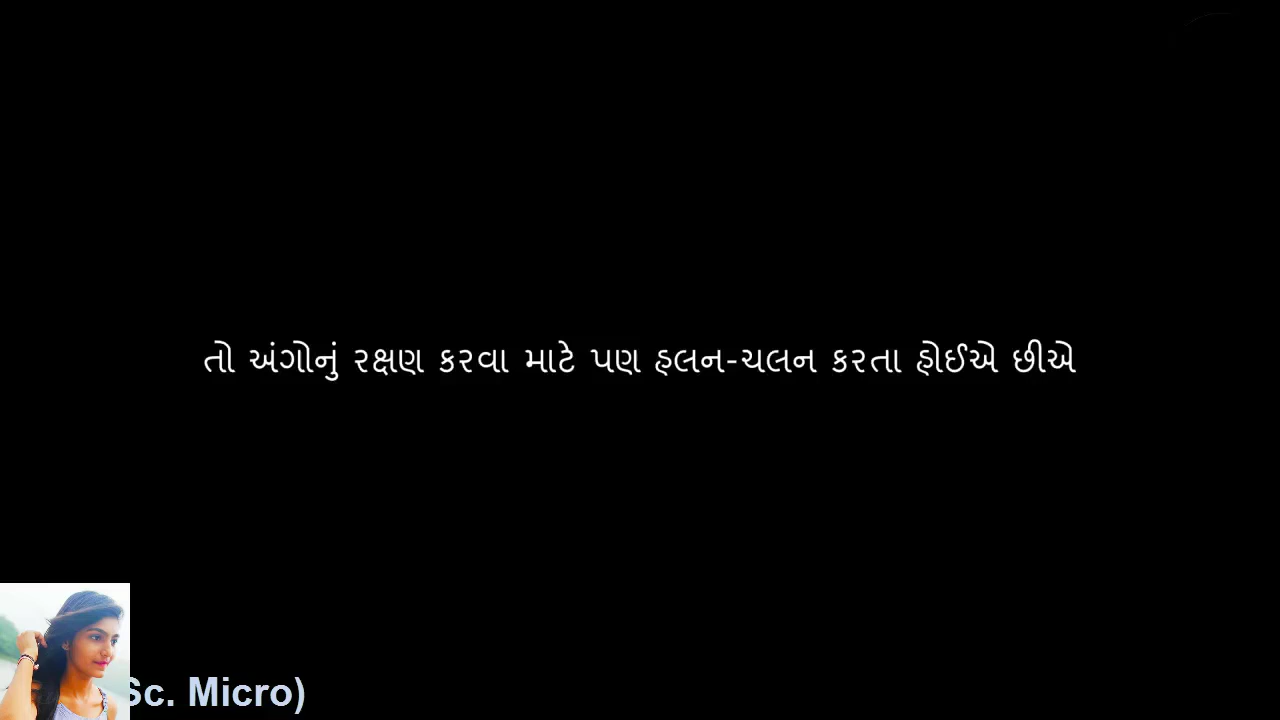 તો અંગોનું રક્ષણ કરવા માટે પણ હલન-ચલન કરતા હોઈએ છીએ
Sc. Micro)